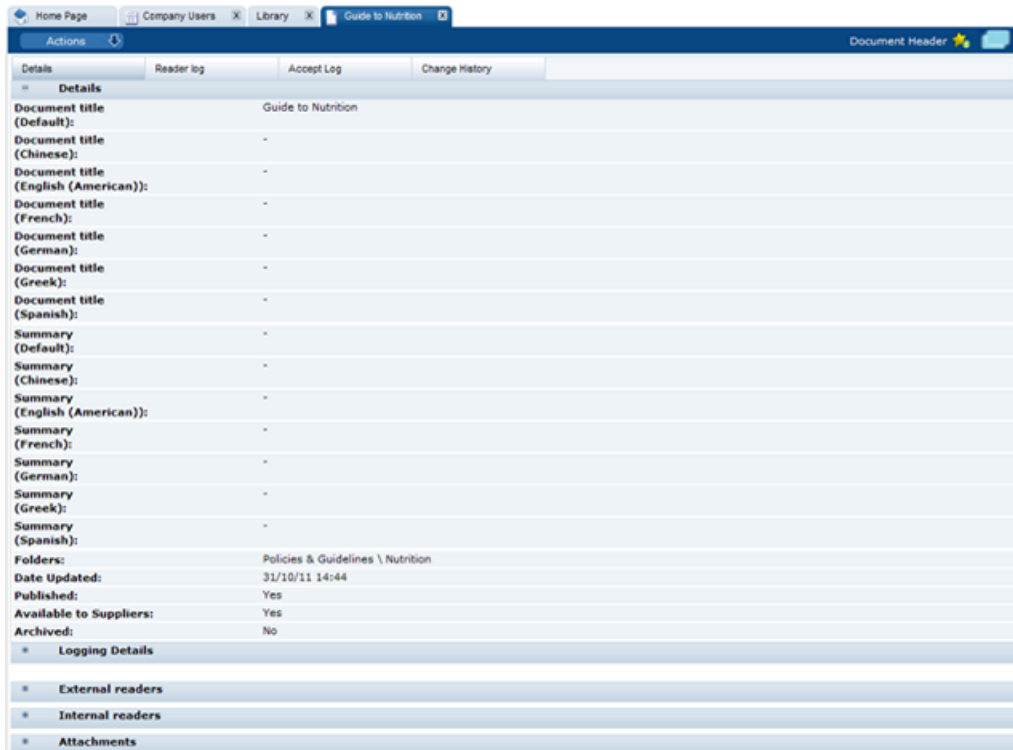 Home Page Company Users X Library X Guide to Nutrition X
Actions Document Header
Details Reader log Accept Log Change History
Details
Document title Guide to Nutrition
(Default):
Document title -
(Chinese):
Document title -
(English (American)):
Document title -
(French):
Document title -
(German):
Document title -
(Greek):
Document title -
(Spanish):
Summary -
(Default):
Summary -
(Chinese):
Summary -
(English (American)):
Summary -
(French):
Summary -
(German):
Summary -
(Greek):
Summary -
(Spanish):
Folders: Policies & Guidelines \ Nutrition
Date Updated: 31/10/11 14:44
Published: Yes
Available to Suppliers: Yes
Archived: No
Logging Details
External readers
Internal readers
Attachments